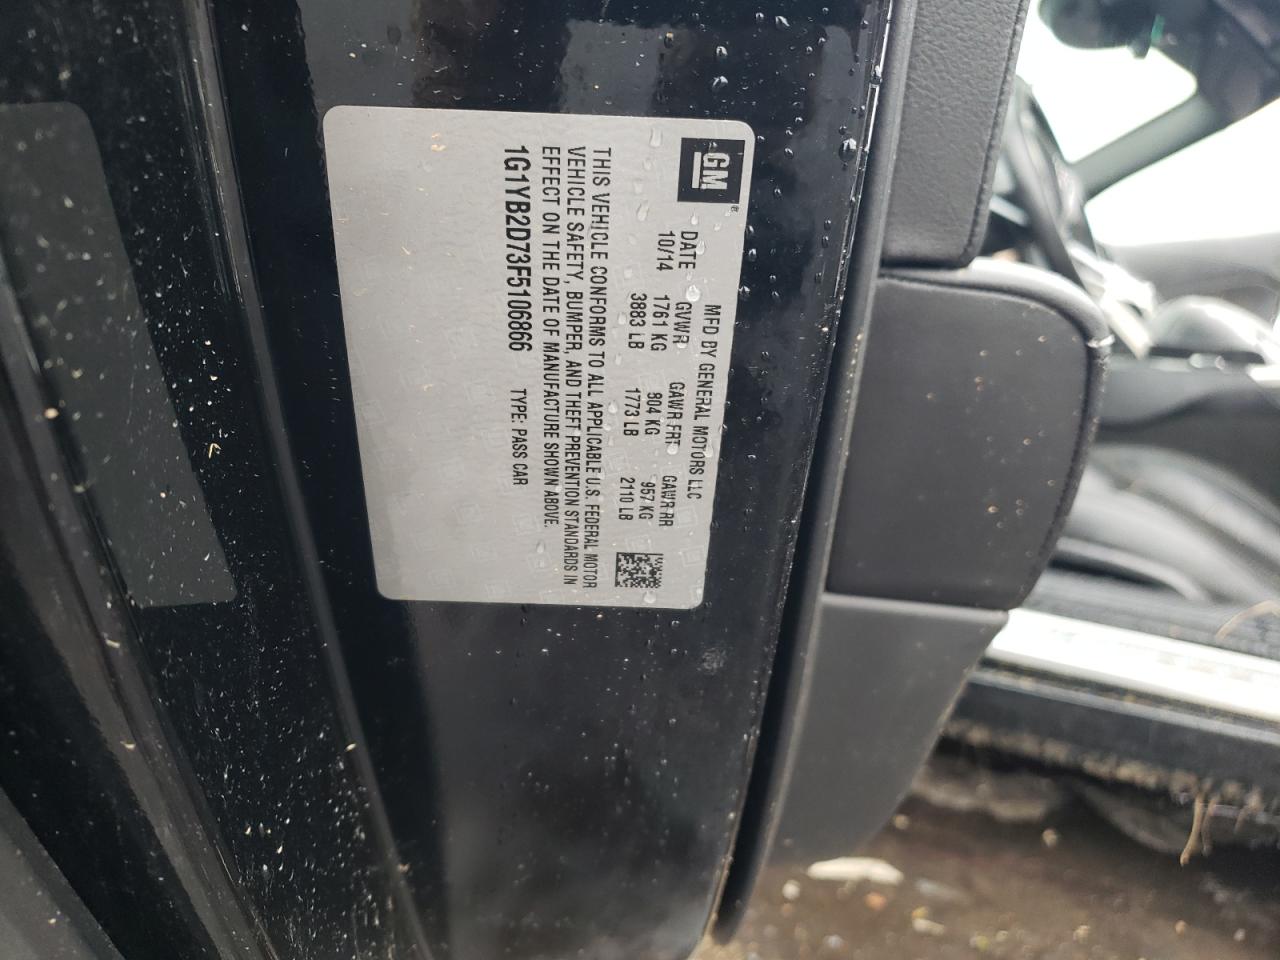 GM
®
MFD BY GENERAL MOTORS LLC
DATE GVWR GAWR FRT GAWR RR
10/14 1761 KG 804 KG 957 KG
3883 LB 1773 LB 2110 LB
THIS VEHICLE CONFORMS TO ALL APPLICABLE U.S. FEDERAL MOTOR
VEHICLE SAFETY, BUMPER, AND THEFT PREVENTION STANDARDS IN
EFFECT ON THE DATE OF MANUFACTURE SHOWN ABOVE.
1G1YB2D73F5106866 TYPE: PASS CAR